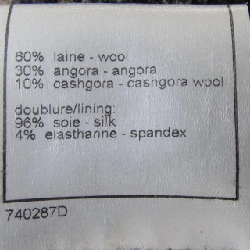 60% laine - wool
30% angora - angora
10% cashgora - cashgora wool
doublure/lining:
96% soie - silk
4% elasthanne - spandex
740287D